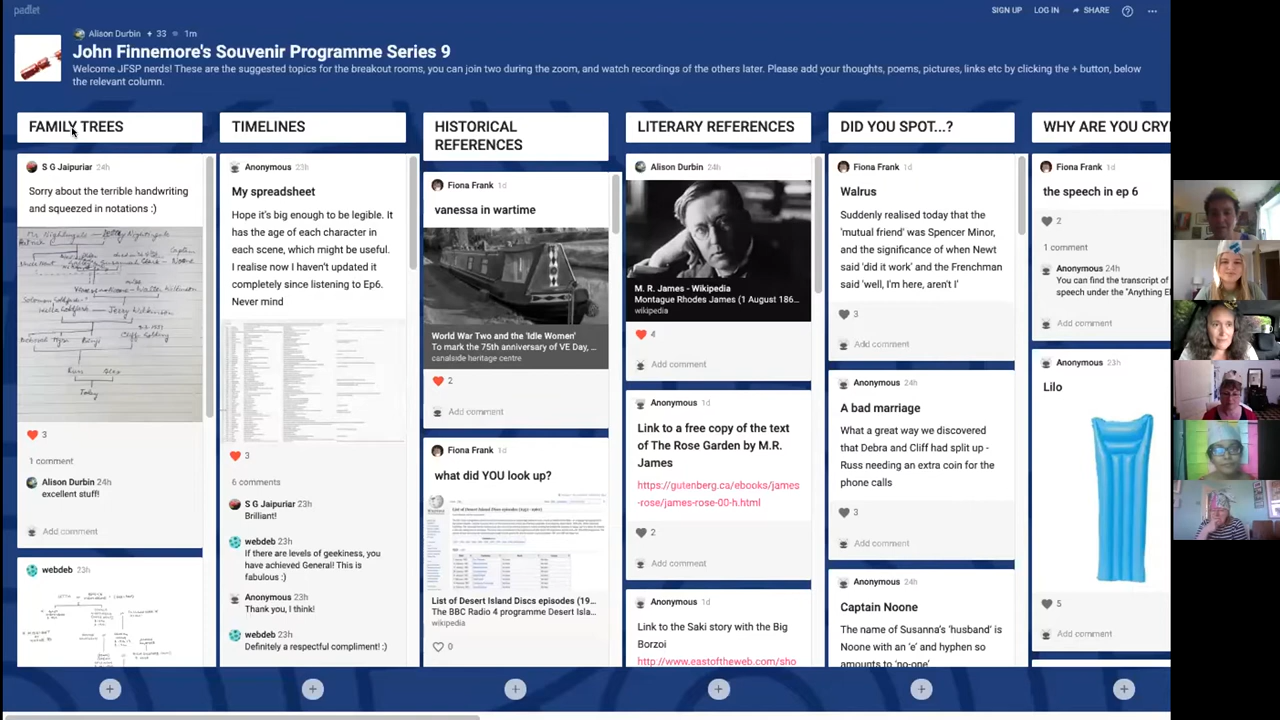 padlet
SIGN UP
LOG IN
SHARE
Alison Durbin + 33 1m
John Finnemore's Souvenir Programme Series 9
Welcome JFSP nerds! These are the suggested topics for the breakout rooms, you can join two during the zoom, and watch recordings of the others later. Please add your thoughts, poems, pictures, links etc by clicking the + button, below
the relevant column.
FAMILY TREES
S G Jaipuriar 24h
Sorry about the terrible handwriting
and squeezed in notations :)
3
1 comment
Alison Durbin 24h
excellent stuff!
Add comment
webdeb 23h
TIMELINES
Anonymous 23h
My spreadsheet
Hope it's big enough to be legible. It
has the age of each character in
each scene, which might be useful.
I realise now I haven't updated it
completely since listening to Ep6.
Never mind
3
6 comments
S G Jaipuriar 23h
Brilliant!
webdeb 23h
If there are levels of geekiness, you
have achieved General! This is
fabulous :)
Anonymous 23h
Thank you, I think!
webdeb 23h
Definitely a respectful compliment! :)
HISTORICAL
REFERENCES
Fiona Frank 1d
vanessa in wartime
World War Two and the 'Idle Women'
To mark the 75th anniversary of VE Day, ...
canalside heritage centre
2
Add comment
Fiona Frank 1d
what did YOU look up?
List of Desert Island Discs episodes (19...
The BBC Radio 4 programme Desert Isla...
wikipedia
0
LITERARY REFERENCES
Alison Durbin 24h
M. R. James - Wikipedia
Montague Rhodes James (1 August 186...
wikipedia
4
Add comment
Anonymous 1d
Link to a free copy of the text
of The Rose Garden by M.R.
James
https://gutenberg.ca/ebooks/james
-rose/james-rose-00-h.html
2
Add comment
Anonymous 1d
Link to the Saki story with the Big
Borzoi
http://www.eastoftheweb.com/sho
DID YOU SPOT...?
Fiona Frank 1d
Walrus
Suddenly realised today that the
'mutual friend' was Spencer Minor,
and the significance of when Newt
said 'did it work' and the Frenchman
said 'well, I'm here, aren't I'
3
Add comment
Anonymous 24h
A bad marriage
What a great way we discovered
that Debra and Cliff had split up -
Russ needing an extra coin for the
phone calls
3
Add comment
Anonymous 24h
Captain Noone
The name of Susanna's 'husband' is
Noone with an 'e' and hyphen so
amounts to 'no-one'
WHY ARE YOU CRY
Fiona Frank 1d
the speech in ep 6
2
1 comment
Anonymous 24h
You can find the transcript of
speech under the "Anything El
Add comment
Anonymous 23h
Lilo
5
Add comment